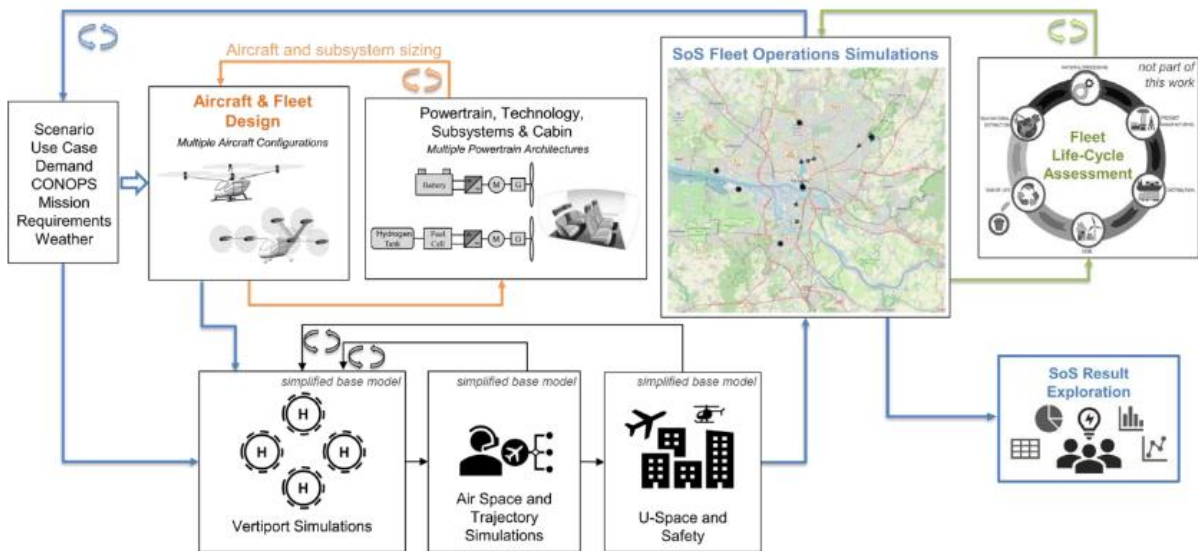 Scenario
Use Case
Demand
CONOPS
Mission
Requirements
Weather
Aircraft and subsystem sizing
Aircraft & Fleet
Design
Multiple Aircraft Configurations
Powertrain, Technology,
Subsystems & Cabin
Multiple Powertrain Architectures
Battery
M
G
Hydrogen
Tank
Fuel
Cell
M
G
SoS Fleet Operations Simulations
not part of
this work
Fleet
Life-Cycle
Assessment
DISTRIBUTION
simplified base model
H
H
H
H
Vertiport Simulations
simplified base model
Air Space and
Trajectory
Simulations
simplified base model
U-Space and
Safety
SoS Result
Exploration